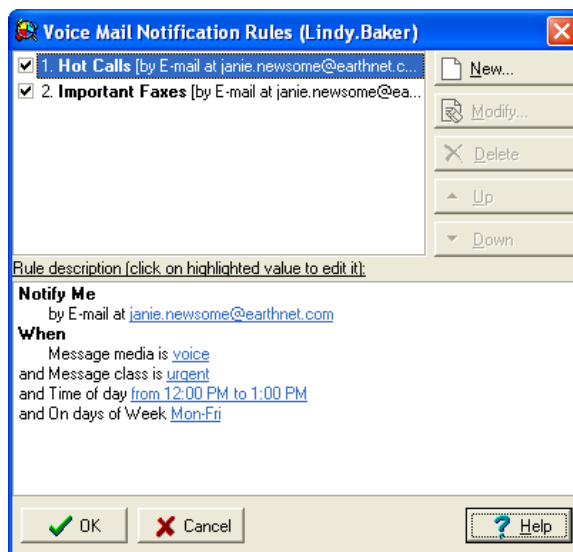 Voice Mail Notification Rules (Lindy.Baker)
1. Hot Calls [by E-mail at janie.newsome@earthnet.c...
2. Important Faxes [by E-mail at janie.newsome@ea...
New...
Modify...
Delete
Up
Down
Rule description (click on highlighted value to edit it):
Notify Me
by E-mail at janie.newsome@earthnet.com
When
Message media is voice
and Message class is urgent
and Time of day from 12:00 PM to 1:00 PM
and On days of Week Mon-Fri
OK
Cancel
Help